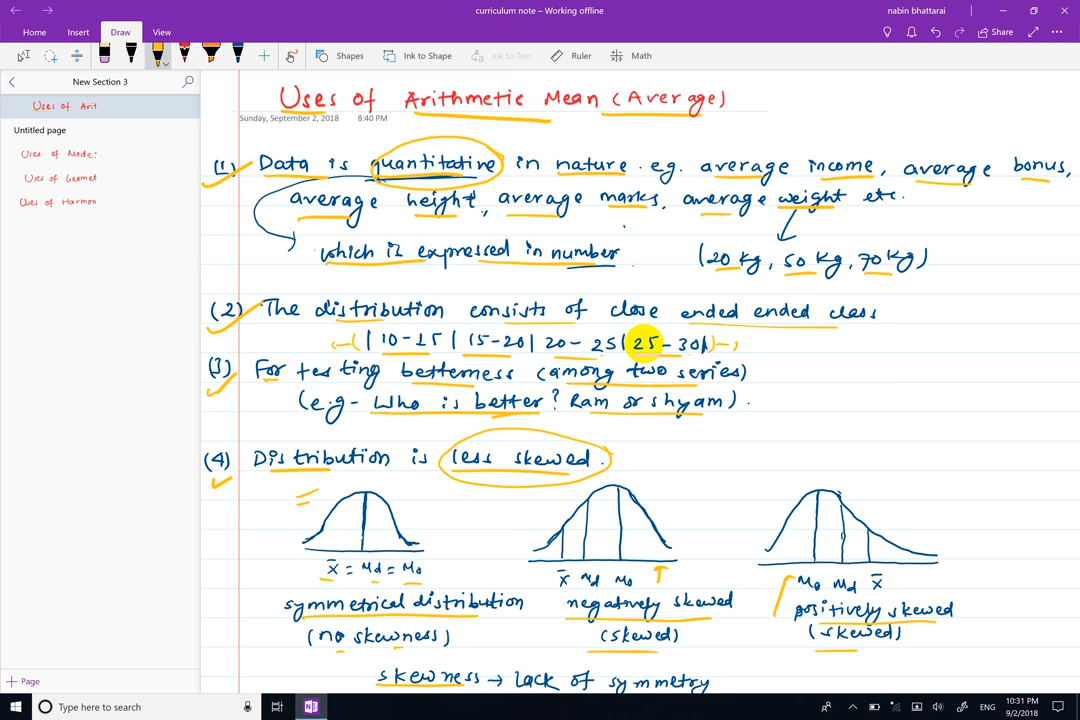 curriculum note – Working offline
nabin bhattarai
Home Insert Draw View
Share
Shapes Ink to Shape Ink to Text Ruler Math
New Section 3
Uses of Arit
Untitled page
Uses of Mode:
Uses of Geomet
Uses of Harmon
Uses of Arithmetic Mean (Average)
Sunday, September 2, 2018 8:40 PM
(1) Data is quantitative in nature. eg. average income, average bonus,
average height, average marks, average weight etc.
which is expressed in number (20 kg, 50 kg, 70 kg)
(2) The distribution consists of close ended ended class
| 10-15 | 15-20 | 20-25 | 25-30 |
(3) For testing betterness (among two series)
(e.g- Who is better? Ram or shyam).
(4) Distribution is less skewed.
x̄ = Md = Mo
x̄ Md Mo
Mo Md x̄
symmetrical distribution
(no skewness)
negatively skewed
(skewed)
positively skewed
(skewed)
skewness → lack of symmetry
+ Page
Type here to search
ENG
10:31 PM
9/2/2018